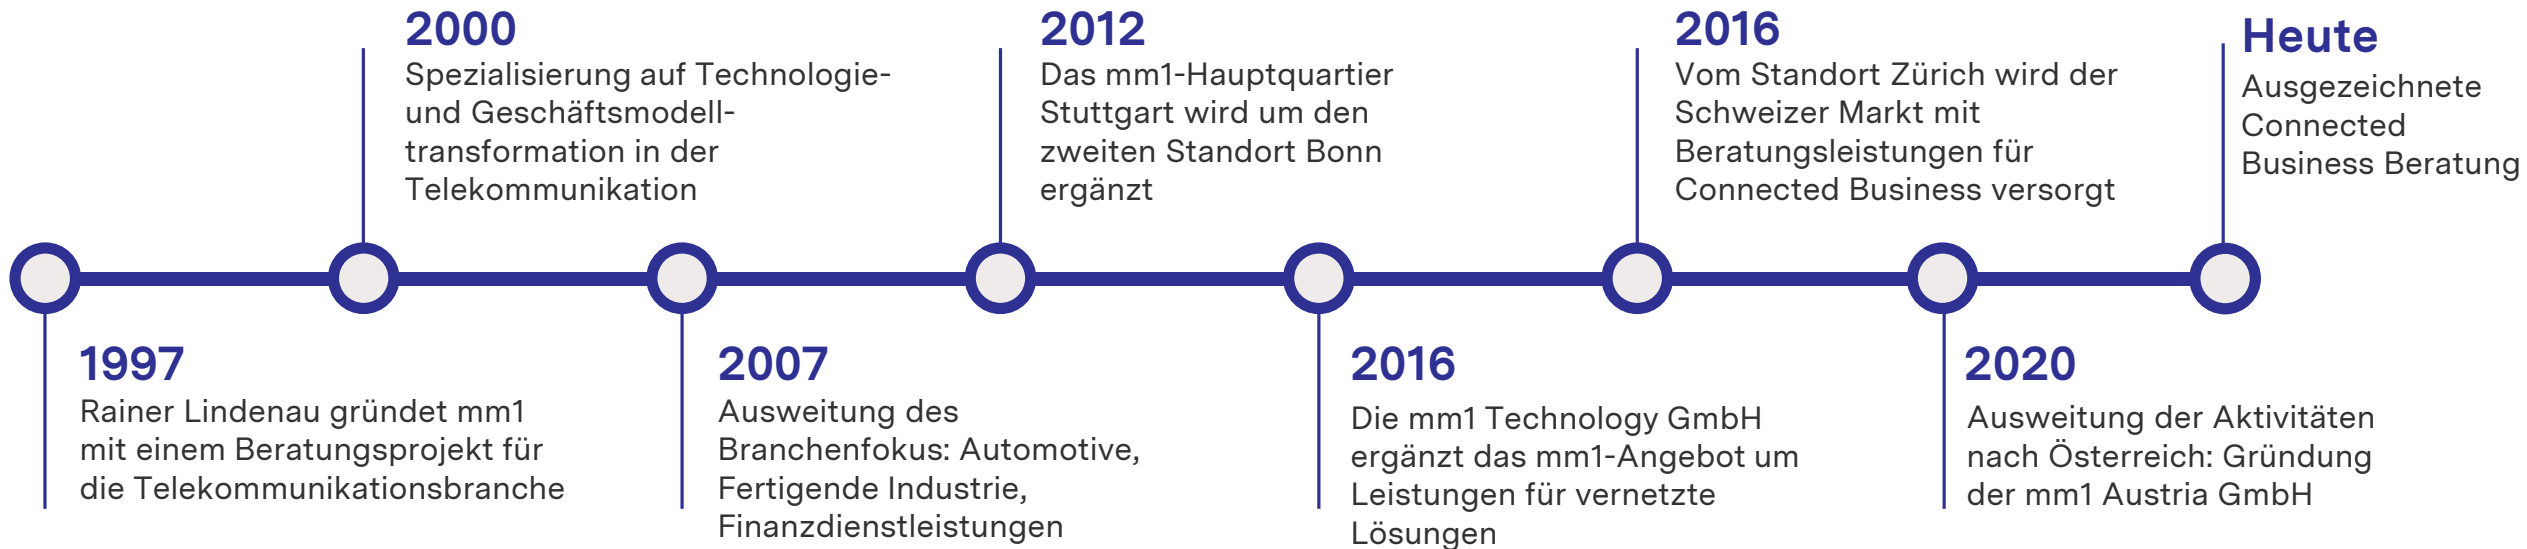 2000
Spezialisierung auf Technologie-
und Geschäftsmodell-
transformation in der
Telekommunikation
2012
Das mm1-Hauptquartier
Stuttgart wird um den
zweiten Standort Bonn
ergänzt
2016
Vom Standort Zürich wird der
Schweizer Markt mit
Beratungsleistungen für
Connected Business versorgt
Heute
Ausgezeichnete
Connected
Business Beratung
1997
Rainer Lindenau gründet mm1
mit einem Beratungsprojekt für
die Telekommunikationsbranche
2007
Ausweitung des
Branchenfokus: Automotive,
Fertigende Industrie,
Finanzdienstleistungen
2016
Die mm1 Technology GmbH
ergänzt das mm1-Angebot um
Leistungen für vernetzte
Lösungen
2020
Ausweitung der Aktivitäten
nach Österreich: Gründung
der mm1 Austria GmbH